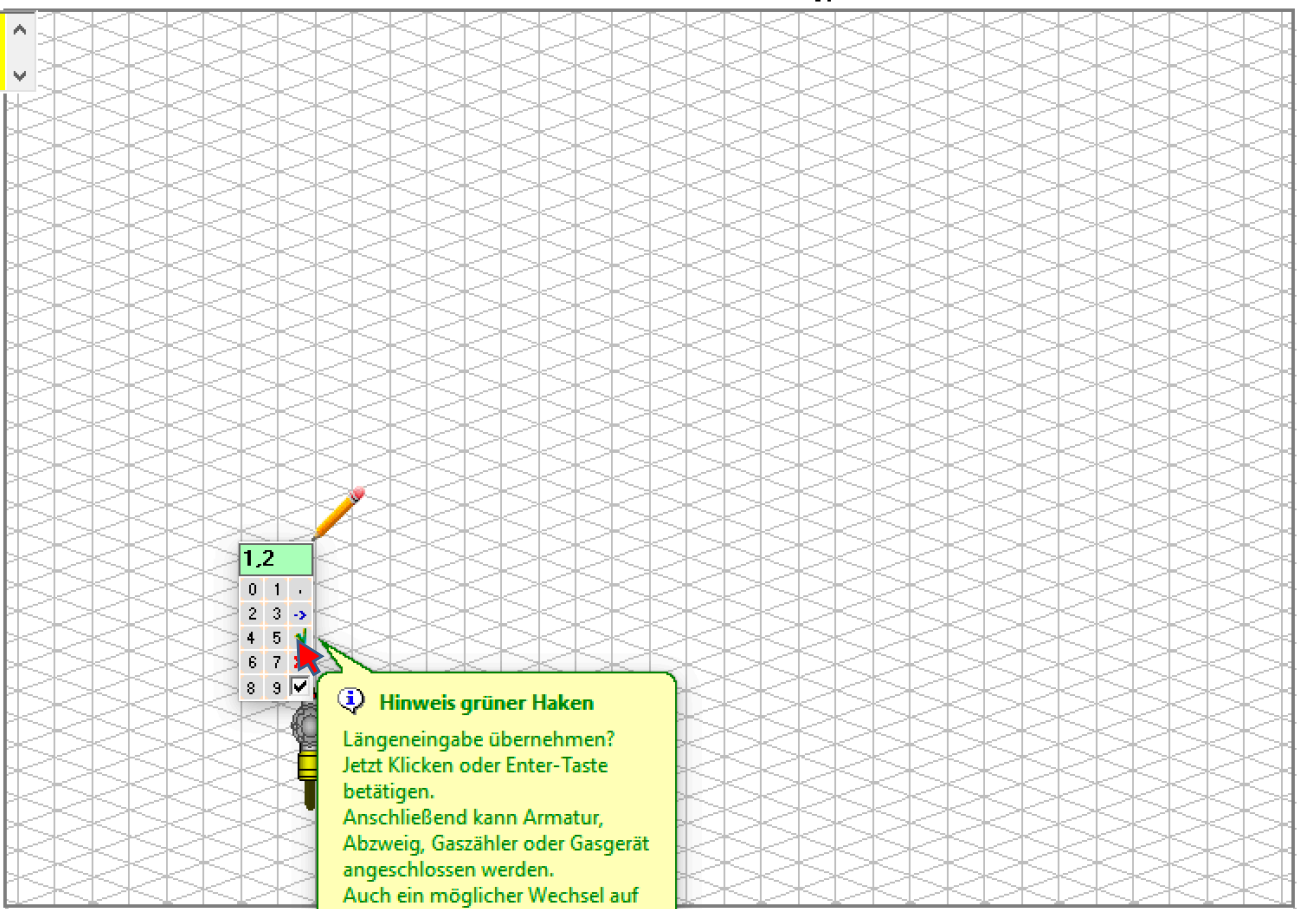 1,2
0 1 .
2 3 ->
4 5
6 7
8 9
Hinweis grüner Haken
Längeneingabe übernehmen?
Jetzt Klicken oder Enter-Taste
betätigen.
Anschließend kann Armatur,
Abzweig, Gaszähler oder Gasgerät
angeschlossen werden.
Auch ein möglicher Wechsel auf